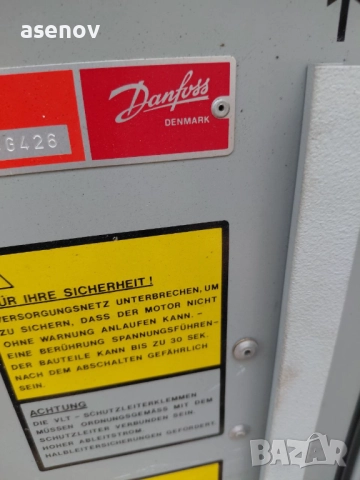 asenov
G426
Danfoss
DENMARK
ÜR IHRE SICHERHEIT!
VERSORGUNGSNETZ UNTERBRECHEN, UM
ZU SICHERN, DASS DER MOTOR NICHT
OHNE WARNUNG ANLAUFEN KANN.-
EINE BERÜHRUNG SPANNUNGSFÜHREN-
DER BAUTEILE KANN BIS ZU 30 SEK.
NACH DEM ABSCHALTEN GEFÄHRLICH
SEIN.
ACHTUNG
DIE VLT - SCHUTZLEITERKLEMMEN
MÜSSEN ORDNUNGSGEMÄSS MIT DEM
SCHUTZLEITER VERBUNDEN SEIN.
HOHER ABLEITSTROM.
HALBLEITERSICHERUNGEN GEFORDERT
BAZAR
bg